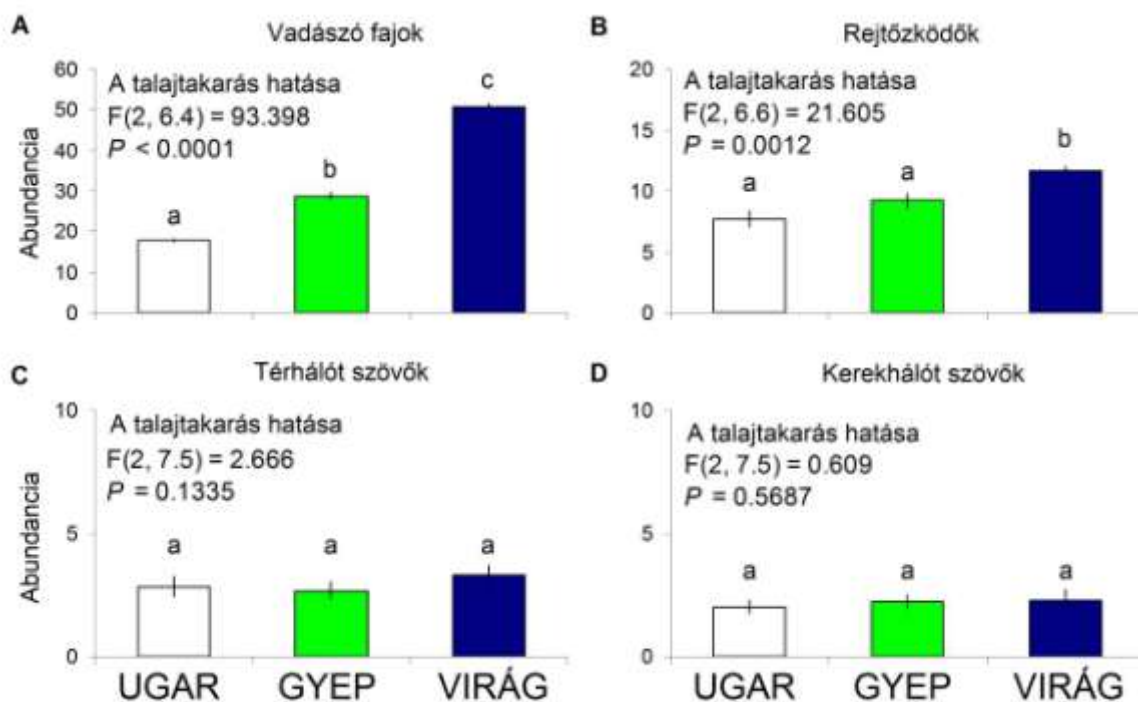 A
Vadászó fajok
60
50
40
30
20
10
0
Abundancia
A talajtakarás hatása
F(2, 6.4) = 93.398
P < 0.0001
a
b
c
B
Rejtőzködők
20
15
10
5
0
A talajtakarás hatása
F(2, 6.6) = 21.605
P = 0.0012
a
a
b
C
Térhálót szövők
10
5
0
Abundancia
A talajtakarás hatása
F(2, 7.5) = 2.666
P = 0.1335
a
a
a
UGAR GYEP VIRÁG
D
Kerekhálót szövők
10
5
0
A talajtakarás hatása
F(2, 7.5) = 0.609
P = 0.5687
a
a
a
UGAR GYEP VIRÁG